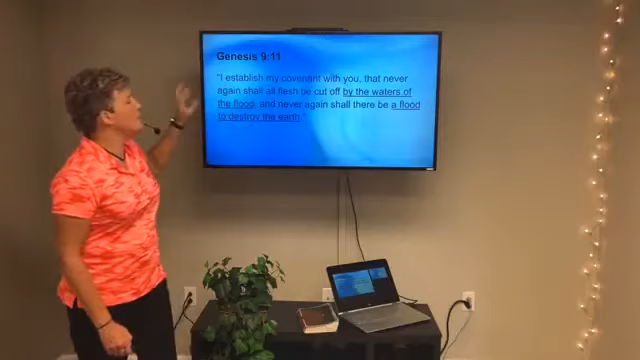 Genesis 9:11
"I establish my covenant with you, that never
again shall all flesh be cut off by the waters of
the flood, and never again shall there be a flood
to destroy the earth."